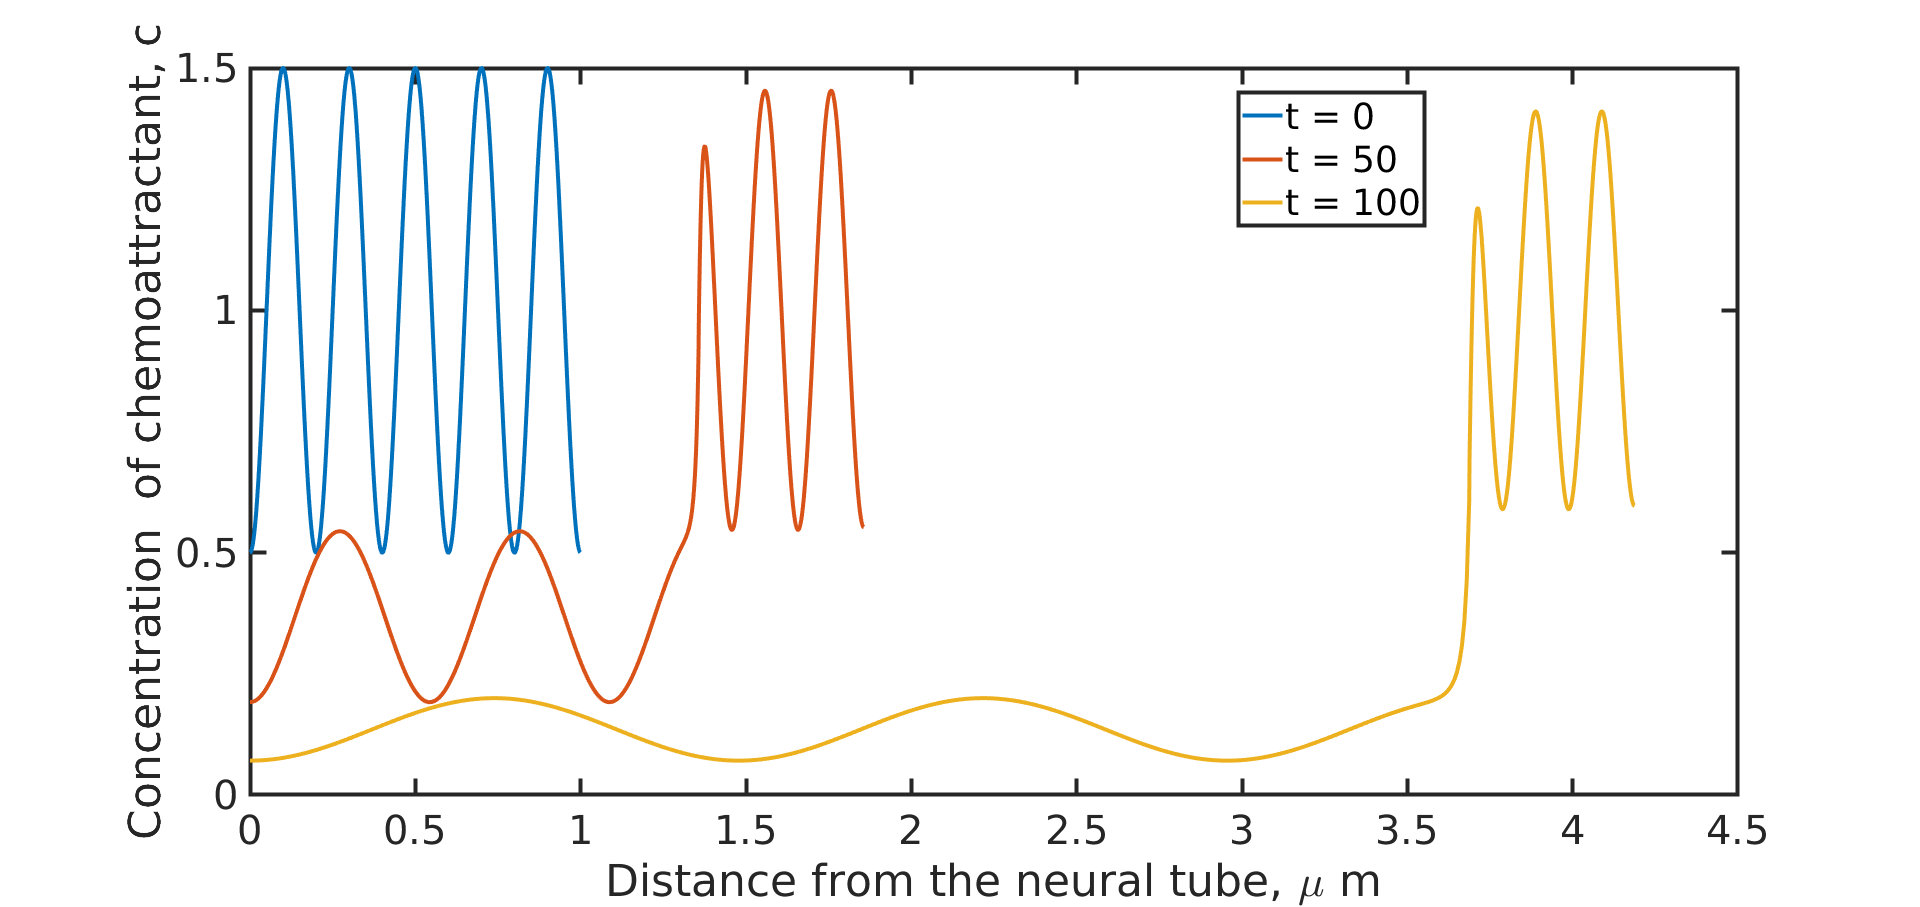 Concentration of chemoattractant, c
1.5
1
0.5
0
t = 0
t = 50
t = 100
0 0.5 1 1.5 2 2.5 3 3.5 4 4.5
Distance from the neural tube, μ m